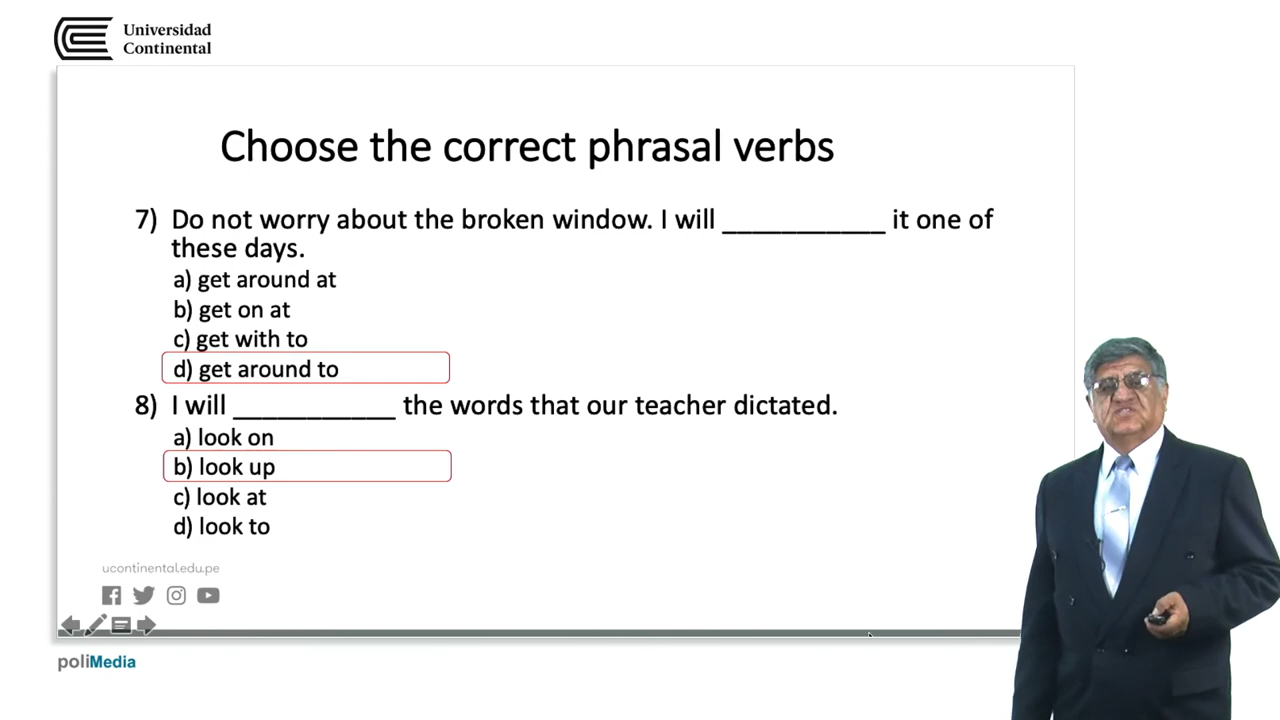 Universidad
Continental
Choose the correct phrasal verbs
7) Do not worry about the broken window. I will ____________ it one of
these days.
a) get around at
b) get on at
c) get with to
d) get around to
8) I will ____________ the words that our teacher dictated.
a) look on
b) look up
c) look at
d) look to
ucontinental.edu.pe
poliMedia